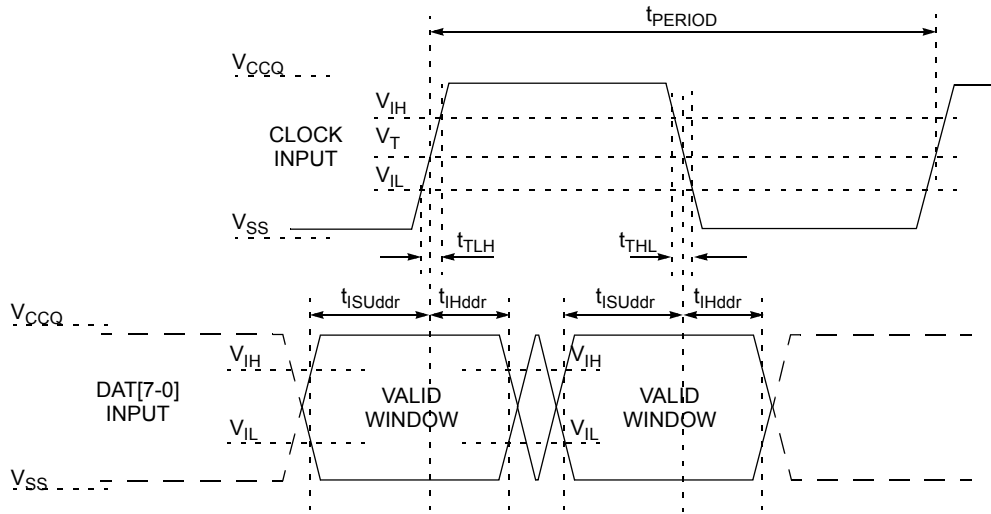 tPERIOD
VCCQ
VIH
CLOCK
INPUT
VT
VIL
VSS
tTLH
tTHL
tISUddr
tIHddr
tISUddr
tIHddr
VCCQ
VIH
VIH
DAT[7-0]
INPUT
VALID
WINDOW
VALID
WINDOW
VIL
VIL
VSS